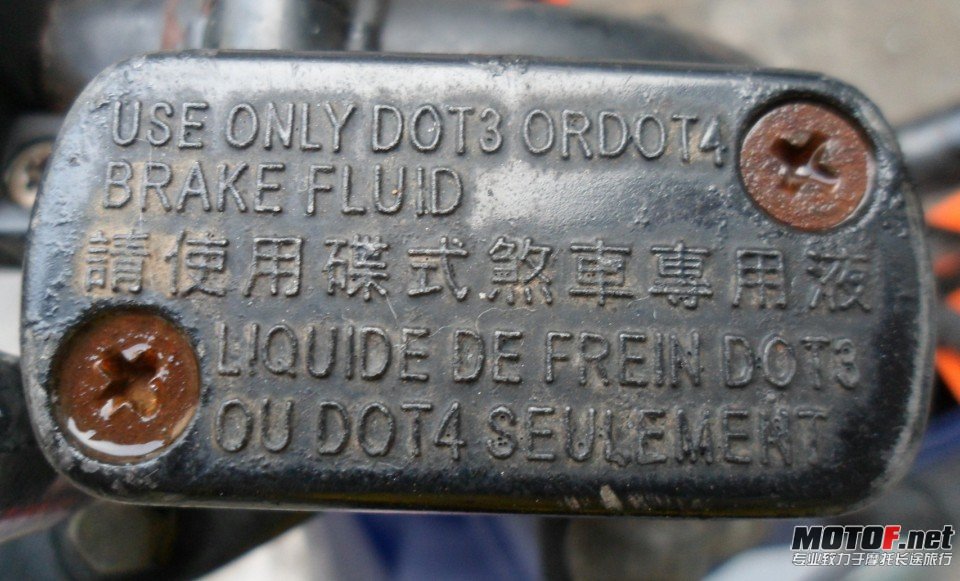 USE ONLY DOT3 ORDOT4
BRAKE FLUID
請使用碟式煞車專用液
LIQUIDE DE FREIN DOT3
OU DOT4 SEULEMENT
MOTOF.net
专业致力于摩托长途旅行